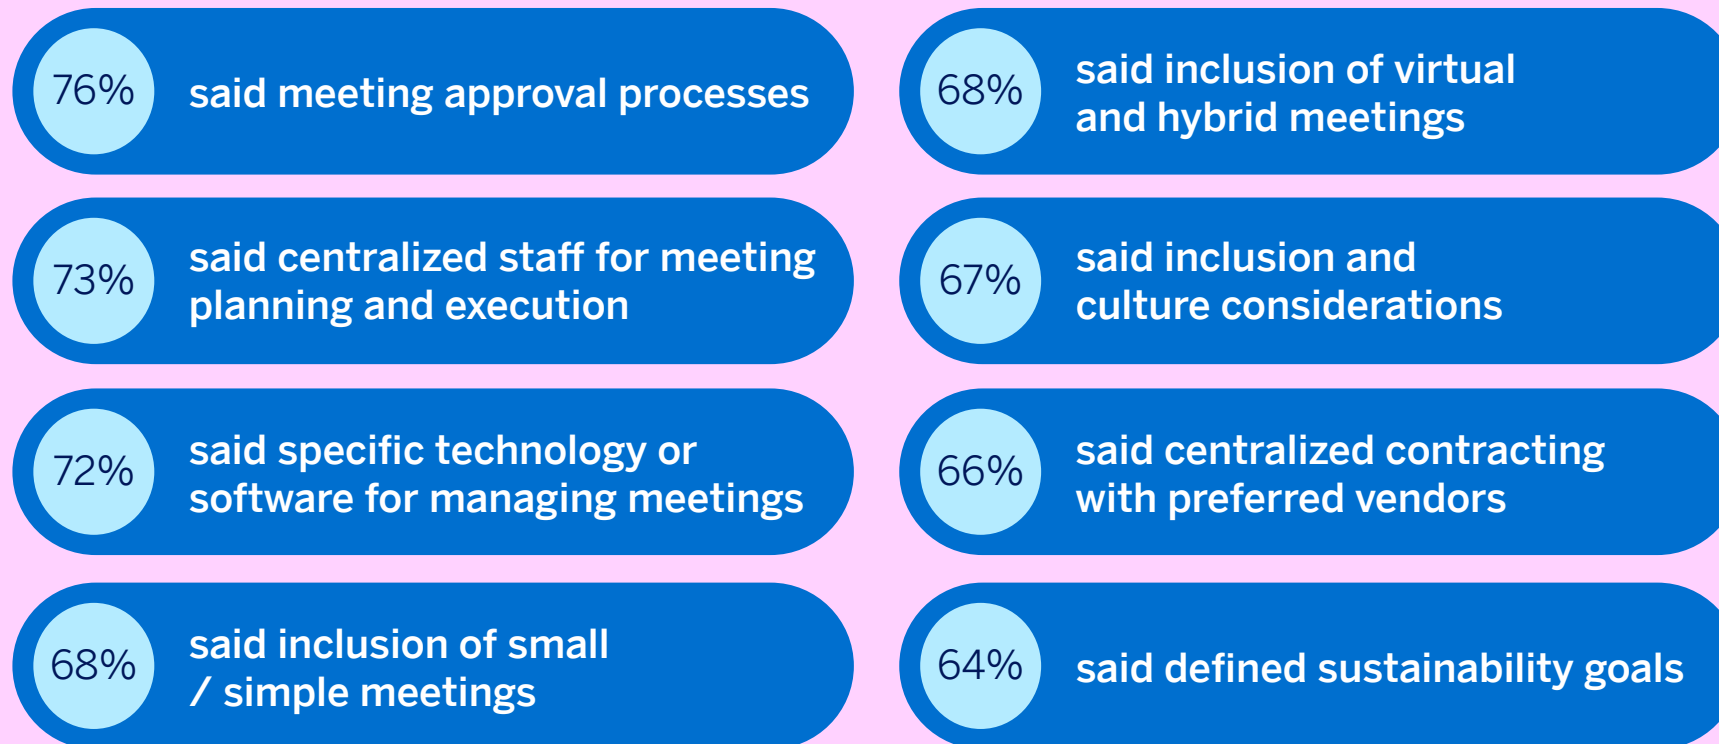 76%
said meeting approval processes
73%
said centralized staff for meeting
planning and execution
72%
said specific technology or
software for managing meetings
68%
said inclusion of small
/ simple meetings
68%
said inclusion of virtual
and hybrid meetings
67%
said inclusion and
culture considerations
66%
said centralized contracting
with preferred vendors
64%
said defined sustainability goals